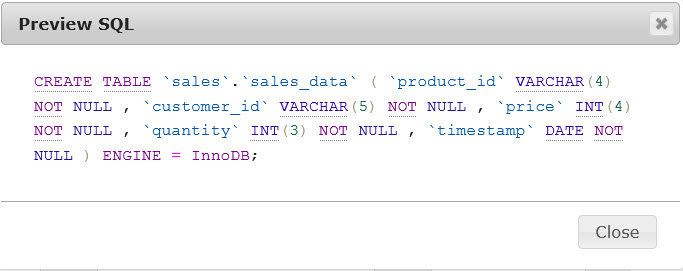 Preview SQL
CREATE TABLE `sales`.`sales_data` ( `product_id` VARCHAR(4)
NOT NULL , `customer_id` VARCHAR(5) NOT NULL , `price` INT(4)
NOT NULL , `quantity` INT(3) NOT NULL , `timestamp` DATE NOT
NULL ) ENGINE = InnoDB;
Close